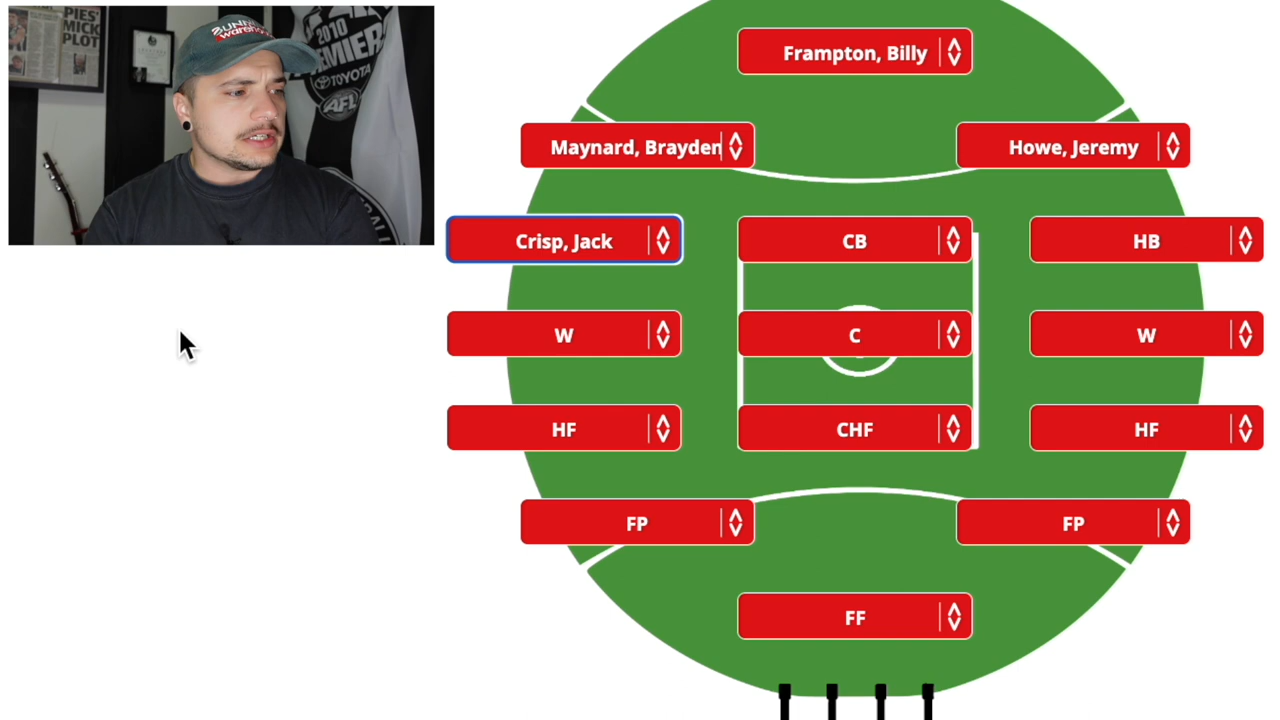 PIES'
MICK
PLOT
2010
PREMIERS
TOYOTA
AFL
Frampton, Billy
Maynard, Brayden
Howe, Jeremy
Crisp, Jack
CB
HB
W
C
W
HF
CHF
HF
FP
FP
FF